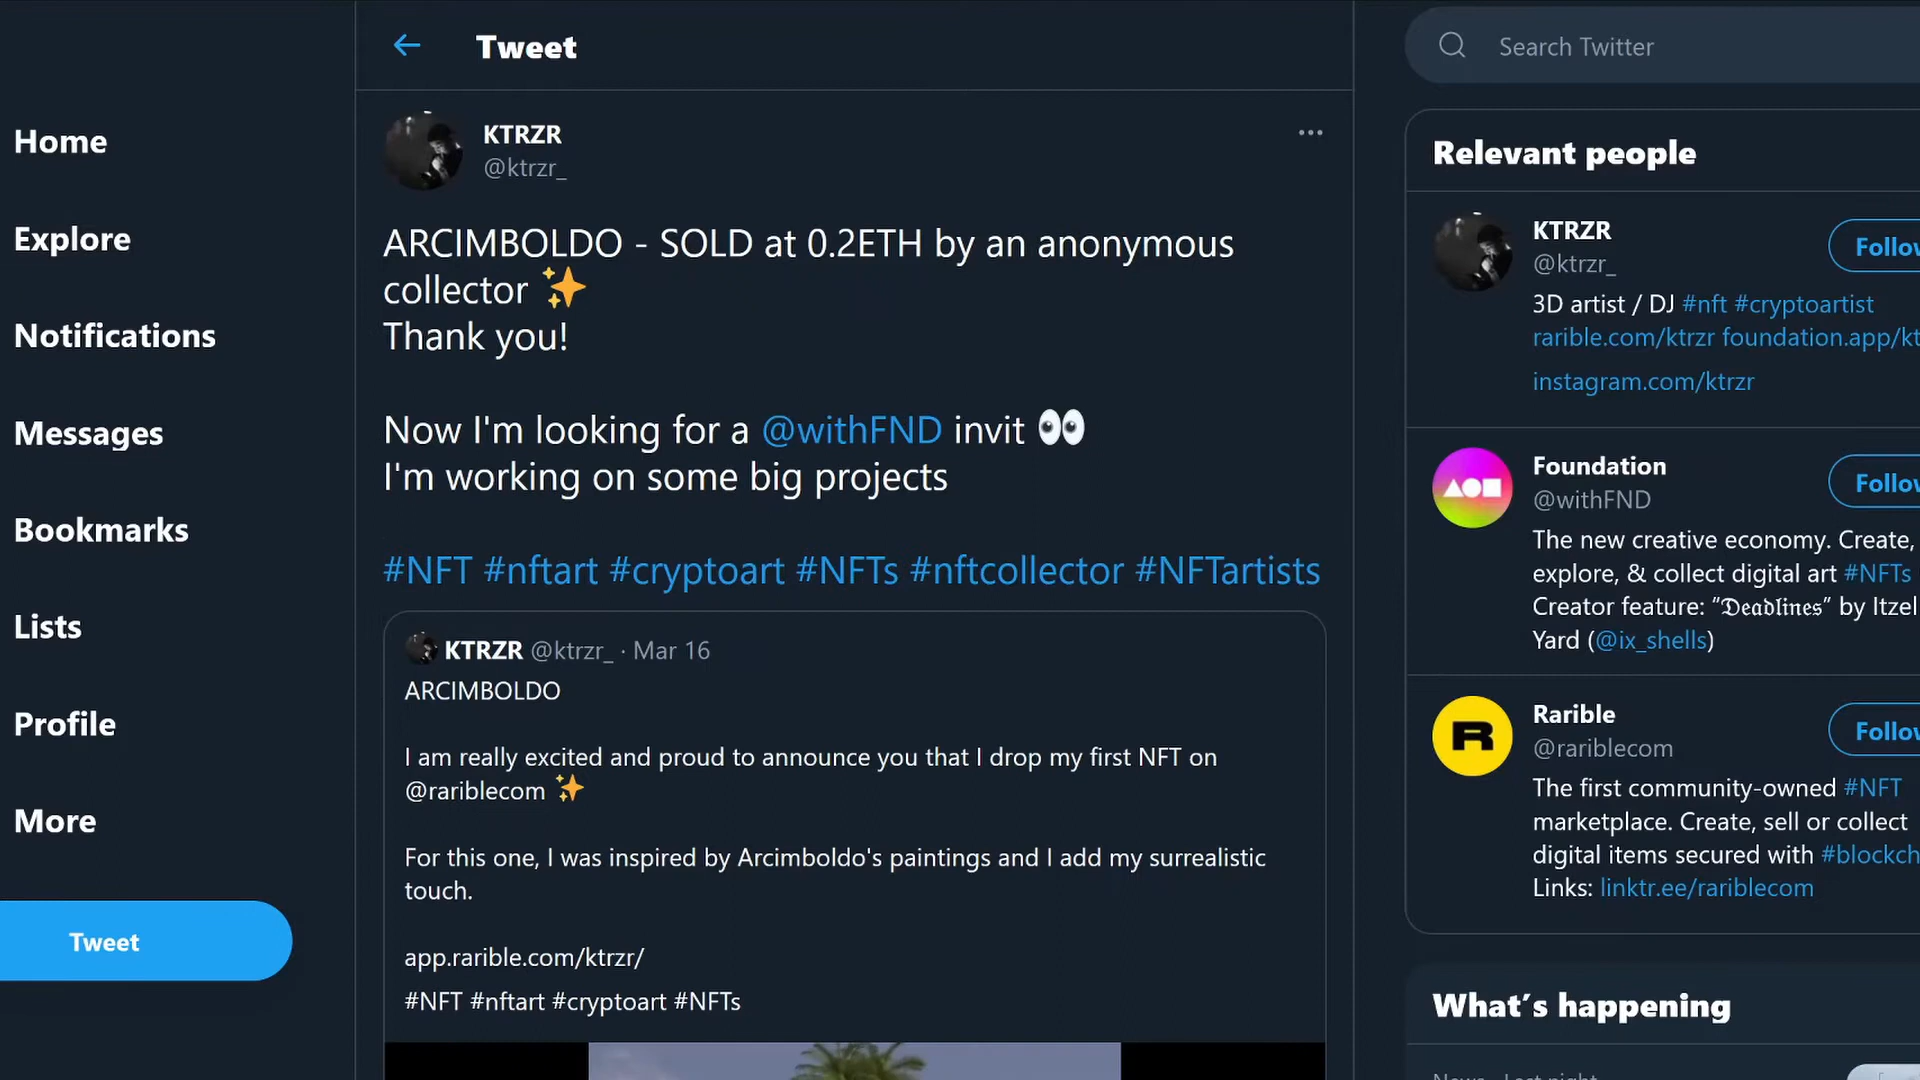 Tweet
Search Twitter
Home
Explore
Notifications
Messages
Bookmarks
Lists
Profile
More
Tweet
KTRZR
@ktrzr_
ARCIMBOLDO - SOLD at 0.2ETH by an anonymous
collector ✨
Thank you!
Now I'm looking for a @withFND invit 👀
I'm working on some big projects
#NFT #nftart #cryptoart #NFTs #nftcollector #NFTartists
KTRZR @ktrzr_ · Mar 16
ARCIMBOLDO
I am really excited and proud to announce you that I drop my first NFT on
@rariblecom ✨
For this one, I was inspired by Arcimboldo's paintings and I add my surrealistic
touch.
app.rarible.com/ktrzr/
#NFT #nftart #cryptoart #NFTs
Relevant people
KTRZR
@ktrzr_
Follow
3D artist / DJ #nft #cryptoartist
rarible.com/ktrzr foundation.app/kt
instagram.com/ktrzr
Foundation
@withFND
Follow
The new creative economy. Create,
explore, & collect digital art #NFTs
Creator feature: “𝔇𝔢𝔞𝔡𝔩𝔦𝔫𝔢𝔰” by Itzel
Yard (@ix_shells)
R
Rarible
@rariblecom
Follow
The first community-owned #NFT
marketplace. Create, sell or collect
digital items secured with #blockch
Links: linktr.ee/rariblecom
What’s happening